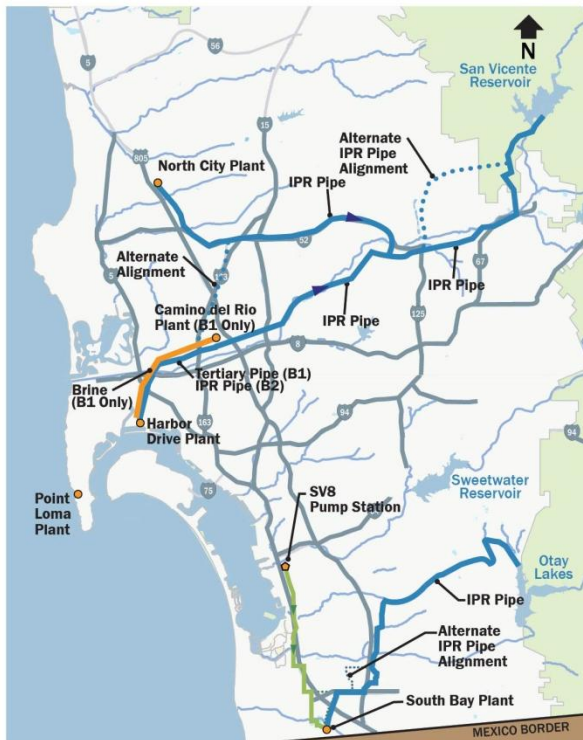 N
San Vicente
Reservoir
5
56
15
805
North City Plant
Alternate
IPR Pipe
Alignment
IPR Pipe
52
5
Alternate
Alignment
163
67
IPR Pipe
IPR Pipe
Camino del Rio
Plant (B1 Only)
125
8
Brine
(B1 Only)
Tertiary Pipe (B1)
IPR Pipe (B2)
Harbor
Drive Plant
163
94
94
Point
Loma
Plant
75
SV8
Pump Station
Sweetwater
Reservoir
Otay
Lakes
IPR Pipe
Alternate
IPR Pipe
Alignment
South Bay Plant
MEXICO BORDER